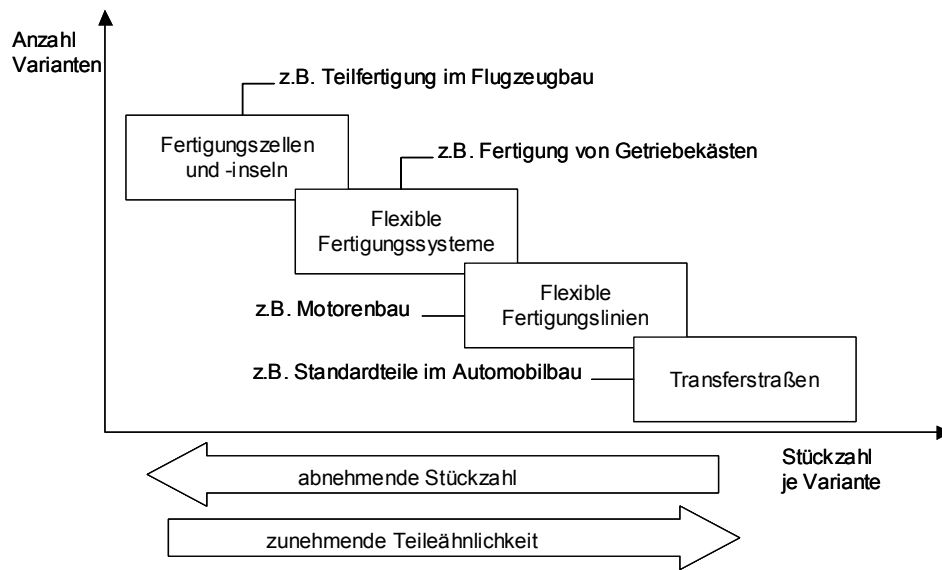 Anzahl
Varianten
z.B. Teilfertigung im Flugzeugbau
Fertigungszellen
und -inseln
z.B. Fertigung von Getriebekästen
Flexible
Fertigungssysteme
Flexible
Fertigungslinien
z.B. Motorenbau
z.B. Standardteile im Automobilbau
Transferstraßen
Stückzahl
je Variante
abnehmende Stückzahl
zunehmende Teileähnlichkeit